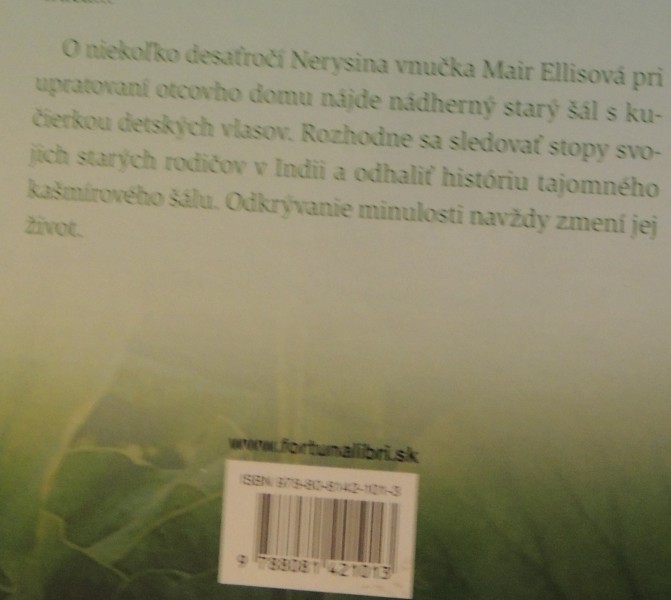 O niekoľko desaťročí Nerysina vnučka Mair Ellisová pri
upratovaní otcovho domu nájde nádherný starý šál s ku-
čierkou detských vlasov. Rozhodne sa sledovať stopy svo-
jich starých rodičov v Indii a odhaliť históriu tajomného
kašmírového šálu. Odkrývanie minulosti navždy zmení jej
život.
www.fortunalibri.sk
ISBN 978-80-8142-101-3
9 788081 421013